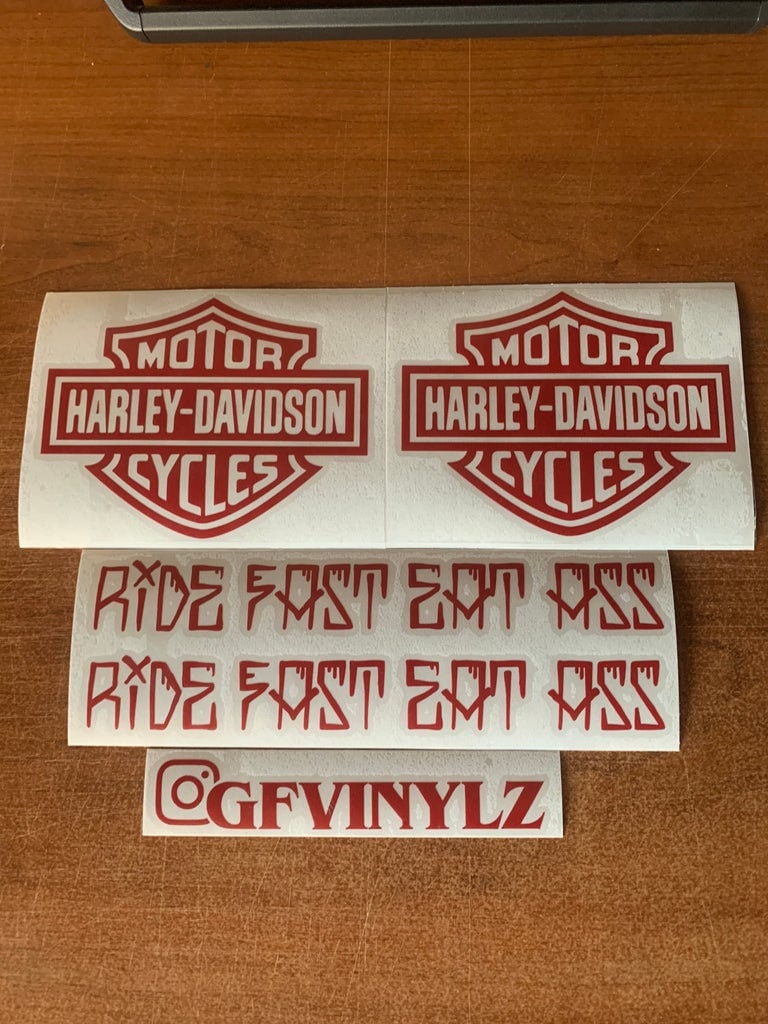 MOTOR
HARLEY-DAVIDSON
CYCLES
MOTOR
HARLEY-DAVIDSON
CYCLES
RIDE FAST EAT ASS
RIDE FAST EAT ASS
GFVINYLZ